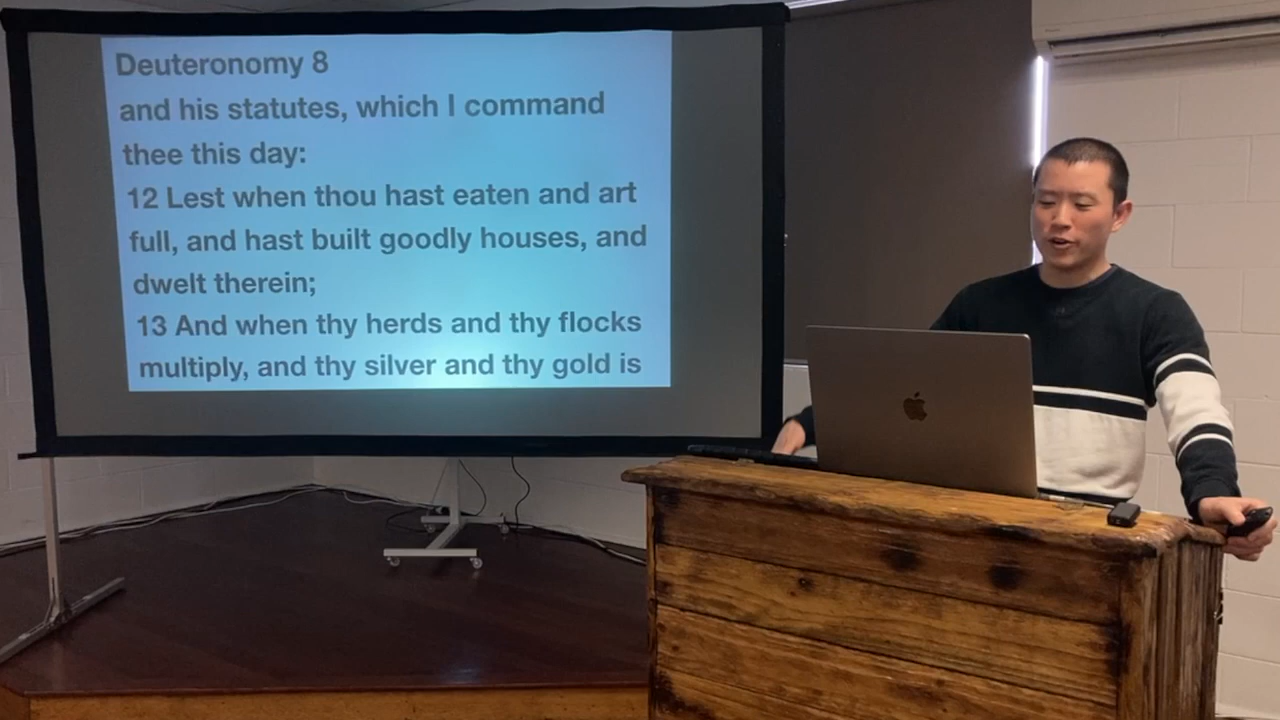 Deuteronomy 8
and his statutes, which I command
thee this day:
12 Lest when thou hast eaten and art
full, and hast built goodly houses, and
dwelt therein;
13 And when thy herds and thy flocks
multiply, and thy silver and thy gold is